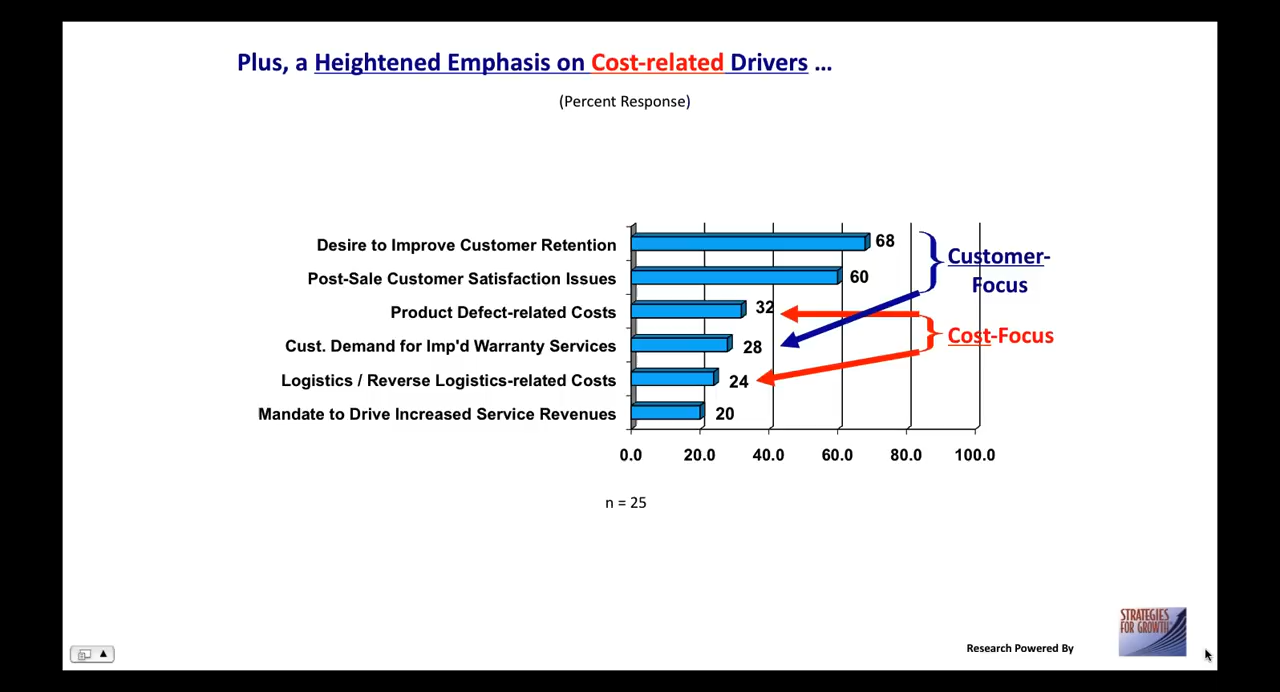 Plus, a Heightened Emphasis on Cost-related Drivers ...
(Percent Response)
Desire to Improve Customer Retention 68
Post-Sale Customer Satisfaction Issues 60
Product Defect-related Costs 32
Cust. Demand for Imp'd Warranty Services 28
Logistics / Reverse Logistics-related Costs 24
Mandate to Drive Increased Service Revenues 20
0.0 20.0 40.0 60.0 80.0 100.0
Customer-
Focus
Cost-Focus
n = 25
Research Powered By
STRATEGIES
FOR GROWTH